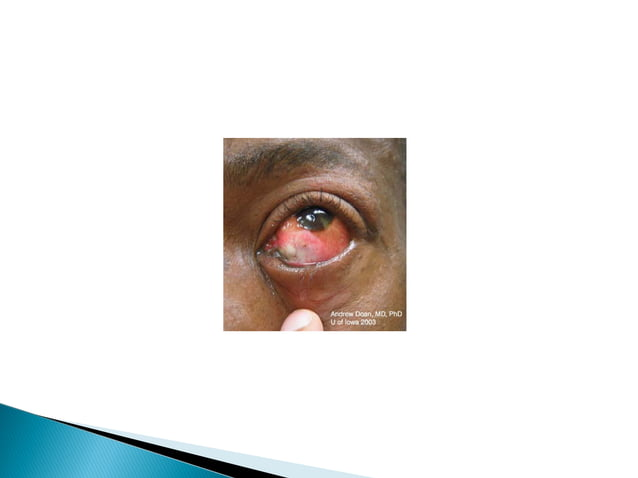 Andrew Doan, MD, PhD
U of Iowa 2003